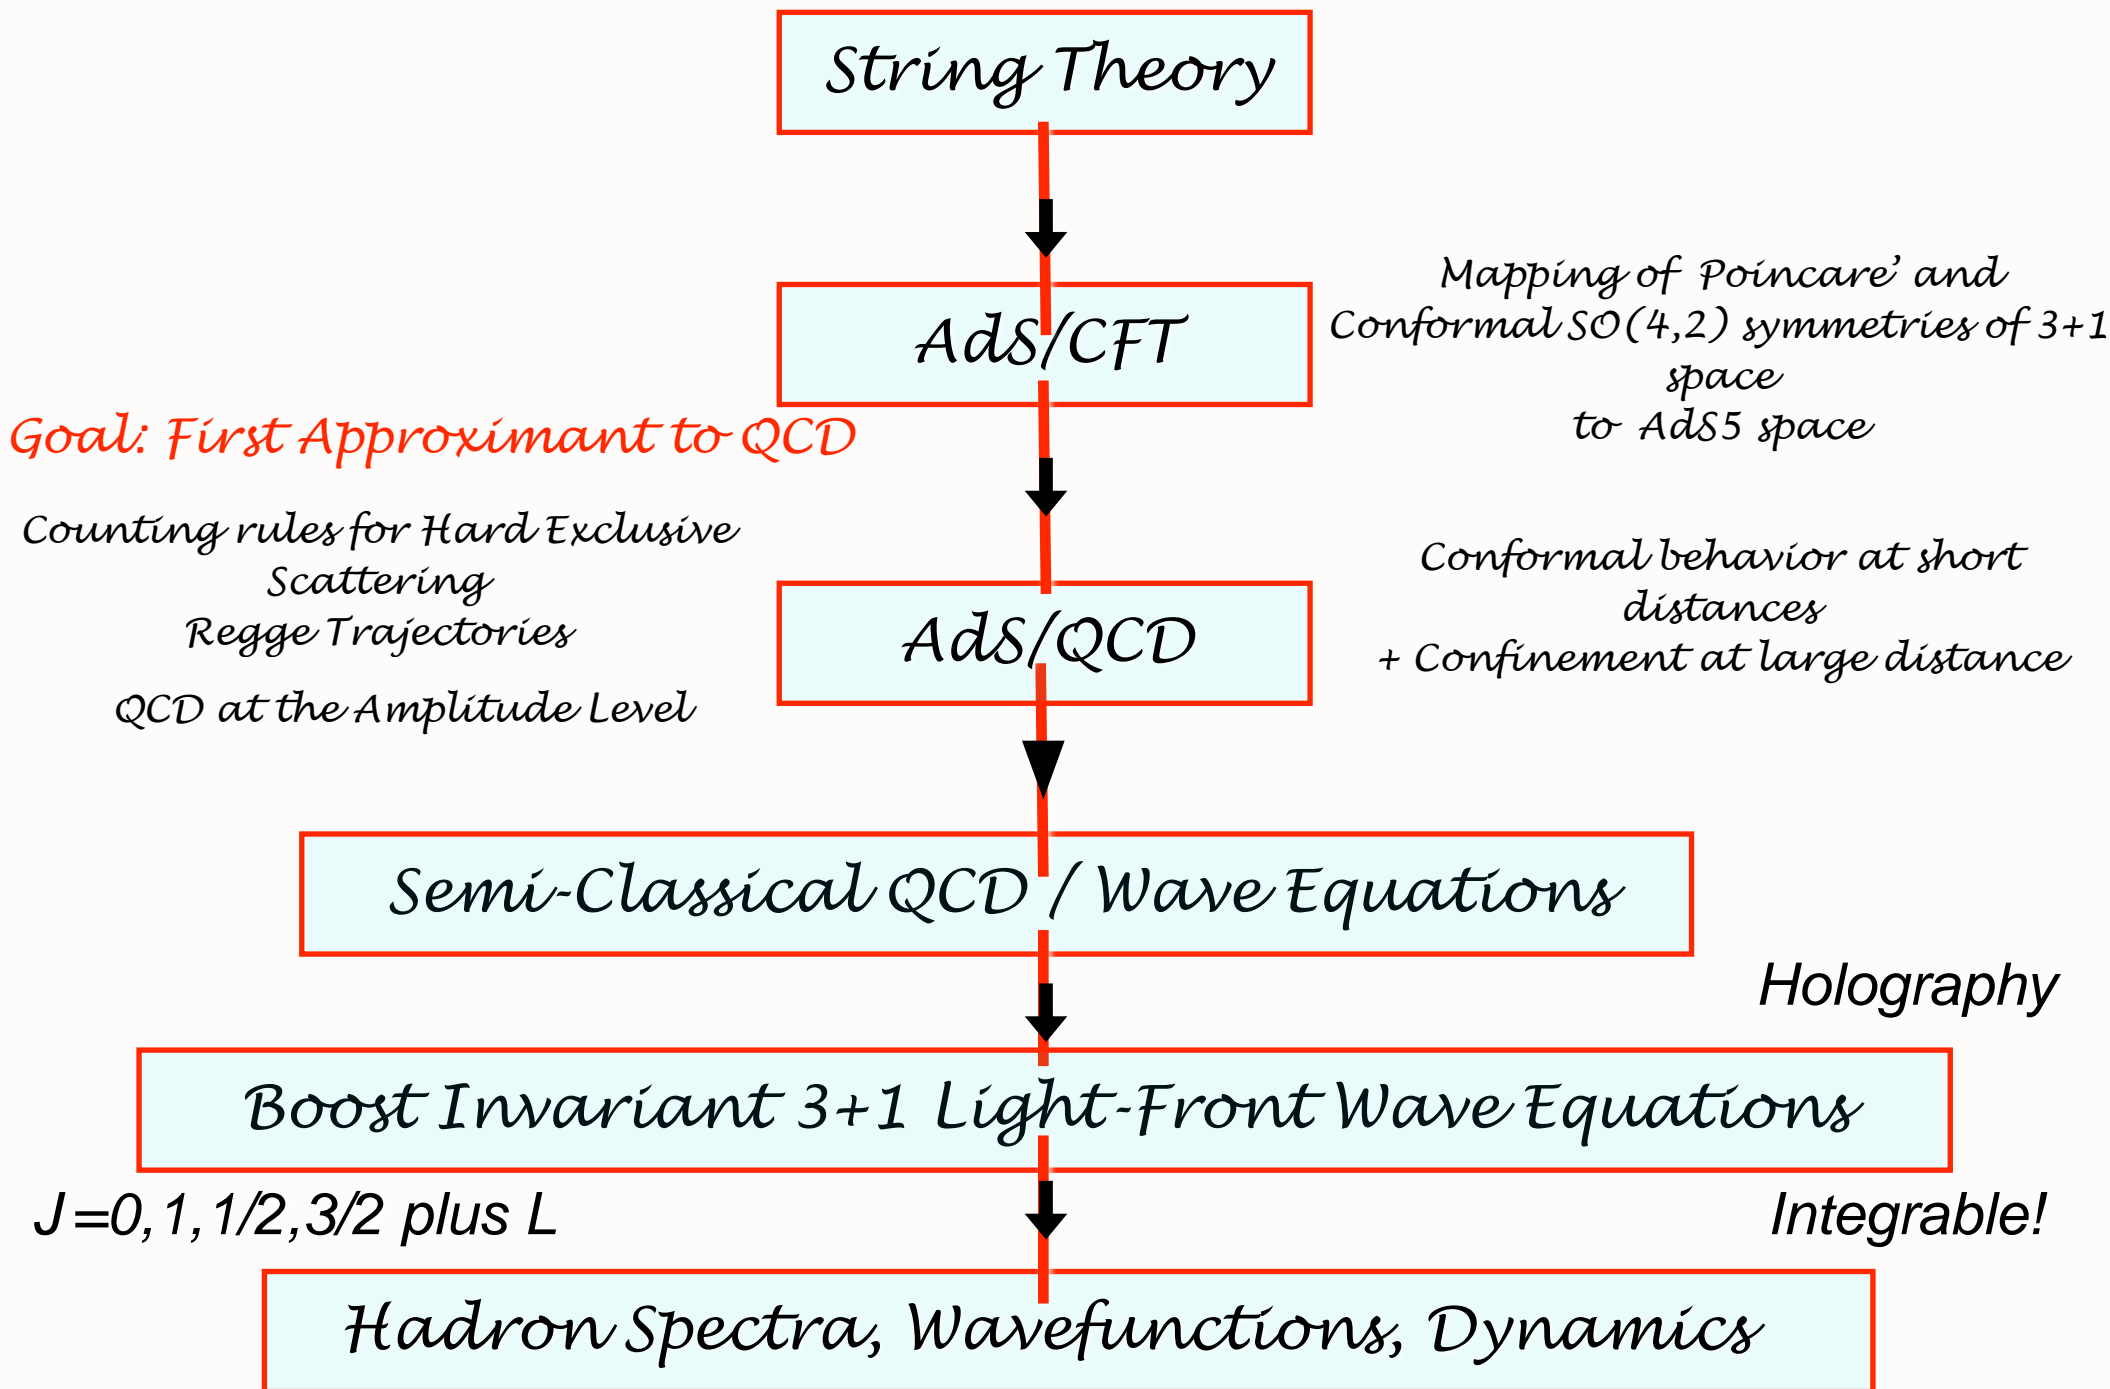 String Theory
Mapping of Poincare' and
Conformal SO(4,2) symmetries of 3+1
space
to AdS5 space
AdS/CFT
Goal: First Approximant to QCD
Counting rules for Hard Exclusive
Scattering
Regge Trajectories
QCD at the Amplitude Level
AdS/QCD
Conformal behavior at short
distances
+ Confinement at large distance
Semi-Classical QCD / Wave Equations
Holography
Boost Invariant 3+1 Light-Front Wave Equations
J=0,1,1/2,3/2 plus L
Integrable!
Hadron Spectra, Wavefunctions, Dynamics